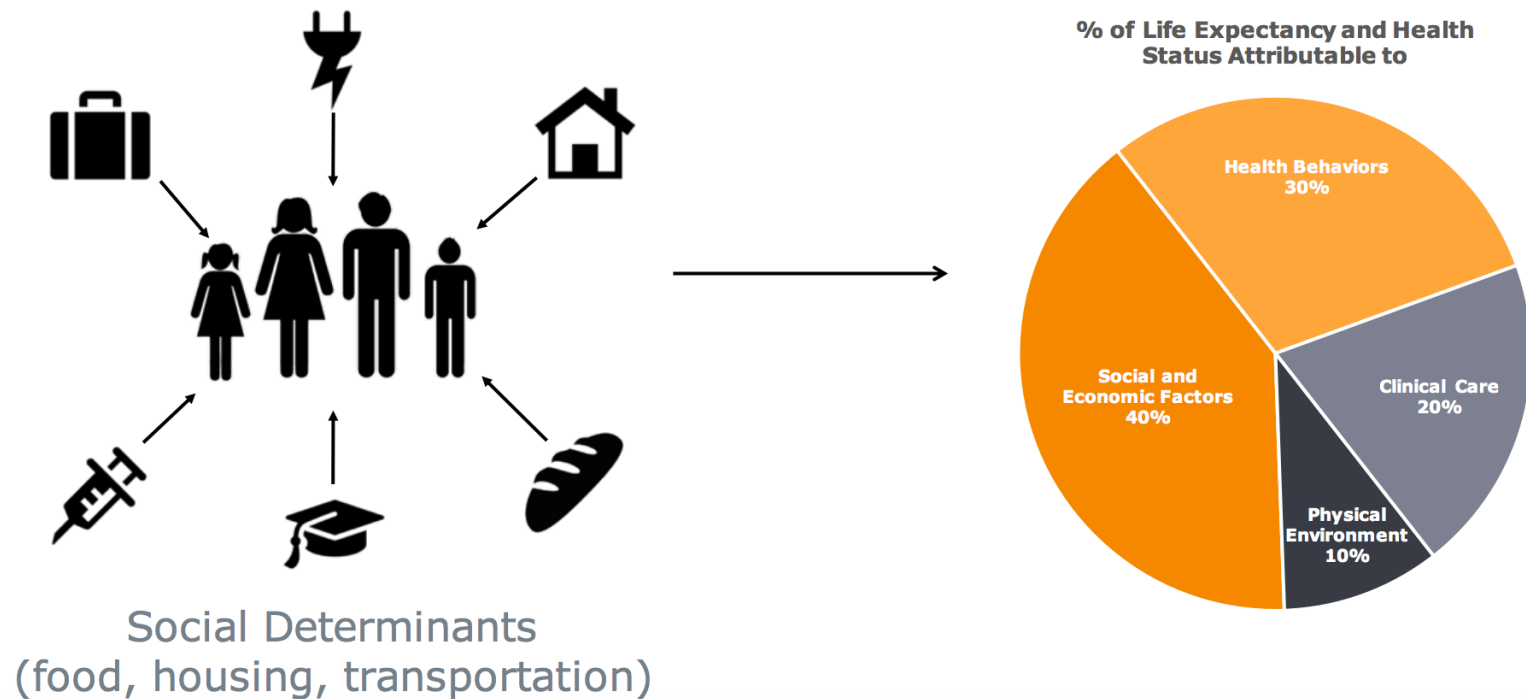 % of Life Expectancy and Health
Status Attributable to
Health Behaviors
30%
Social and
Economic Factors
40%
Clinical Care
20%
Physical
Environment
10%
Social Determinants
(food, housing, transportation)